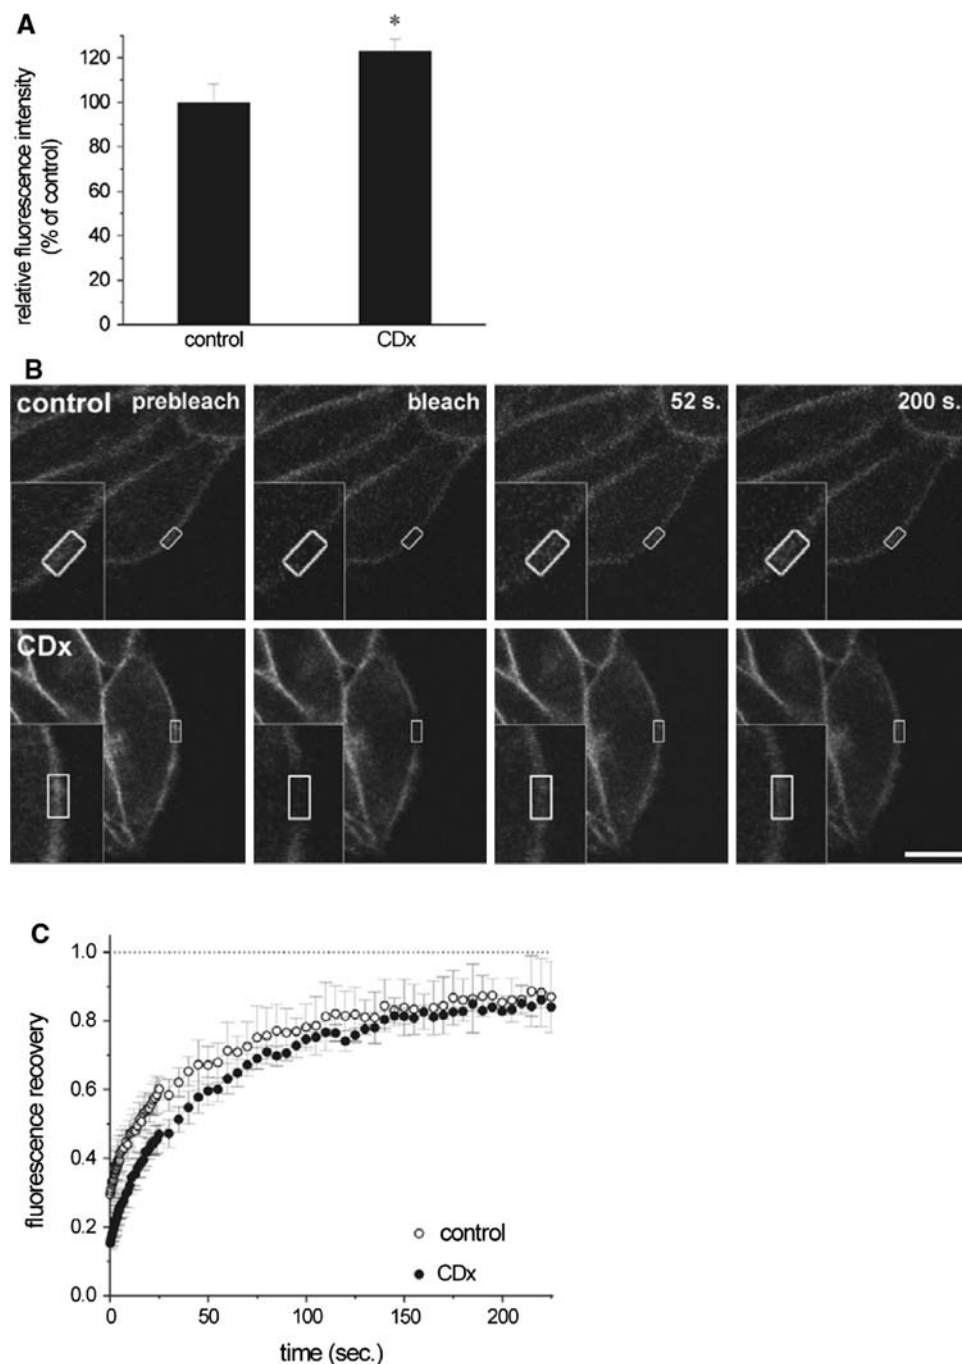 A
*
relative fluorescence intensity
(% of control)
120
100
80
60
40
20
0
control CDx
B
control prebleach bleach 52 s. 200 s.
CDx
C
fluorescence recovery
1.0
0.8
0.6
0.4
0.2
0.0
control
CDx
0 50 100 150 200
time (sec.)